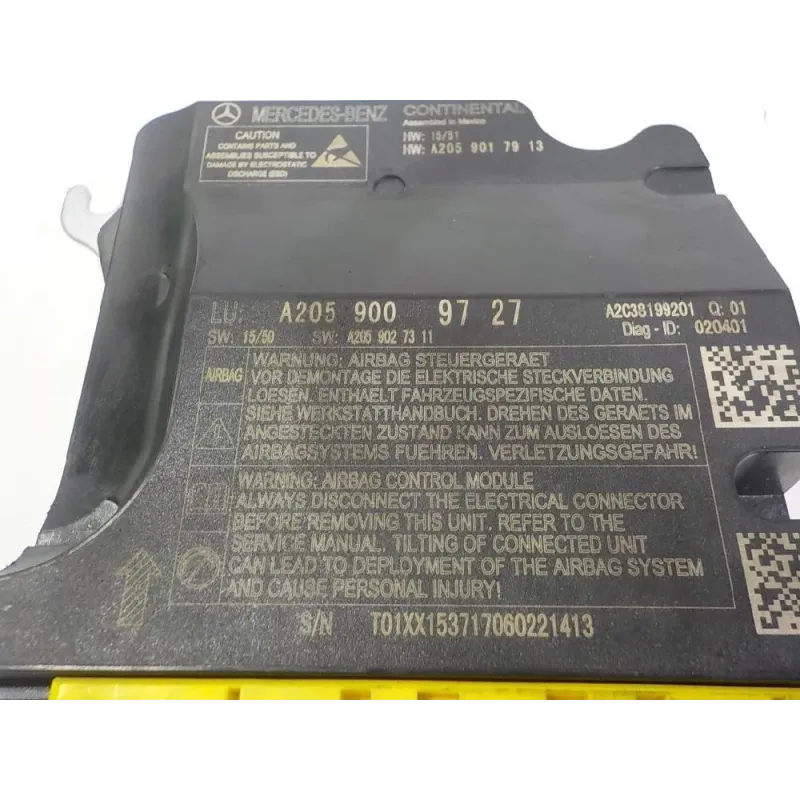 MERCEDES-BENZ
CONTINENTAL
Assembled in Mexico
CAUTION
CONTAINS PARTS AND
ASSEMBLIES SUSCEPTIBLE TO
DAMAGE BY ELECTROSTATIC
DISCHARGE (ESD)
HW: 15/51
HW: A205 901 79 13
LU: A205 900 97 27
A2C38199201 Q: 01
SW: 15/50 SW: A205 902 73 11
Diag - ID: 020401
AIRBAG
WARNUNG: AIRBAG STEUERGERAET
VOR DEMONTAGE DIE ELEKTRISCHE STECKVERBINDUNG
LOESEN. ENTHAELT FAHRZEUGSPEZIFISCHE DATEN.
SIEHE WERKSTATTHANDBUCH. DREHEN DES GERAETS IM
ANGESTECKTEN ZUSTAND KANN ZUM AUSLOESEN DES
AIRBAGSYSTEMS FUEHREN. VERLETZUNGSGEFAHR!
WARNING: AIRBAG CONTROL MODULE
ALWAYS DISCONNECT THE ELECTRICAL CONNECTOR
BEFORE REMOVING THIS UNIT. REFER TO THE
SERVICE MANUAL. TILTING OF CONNECTED UNIT
CAN LEAD TO DEPLOYMENT OF THE AIRBAG SYSTEM
AND CAUSE PERSONAL INJURY!
S/N T01XX153717060221413